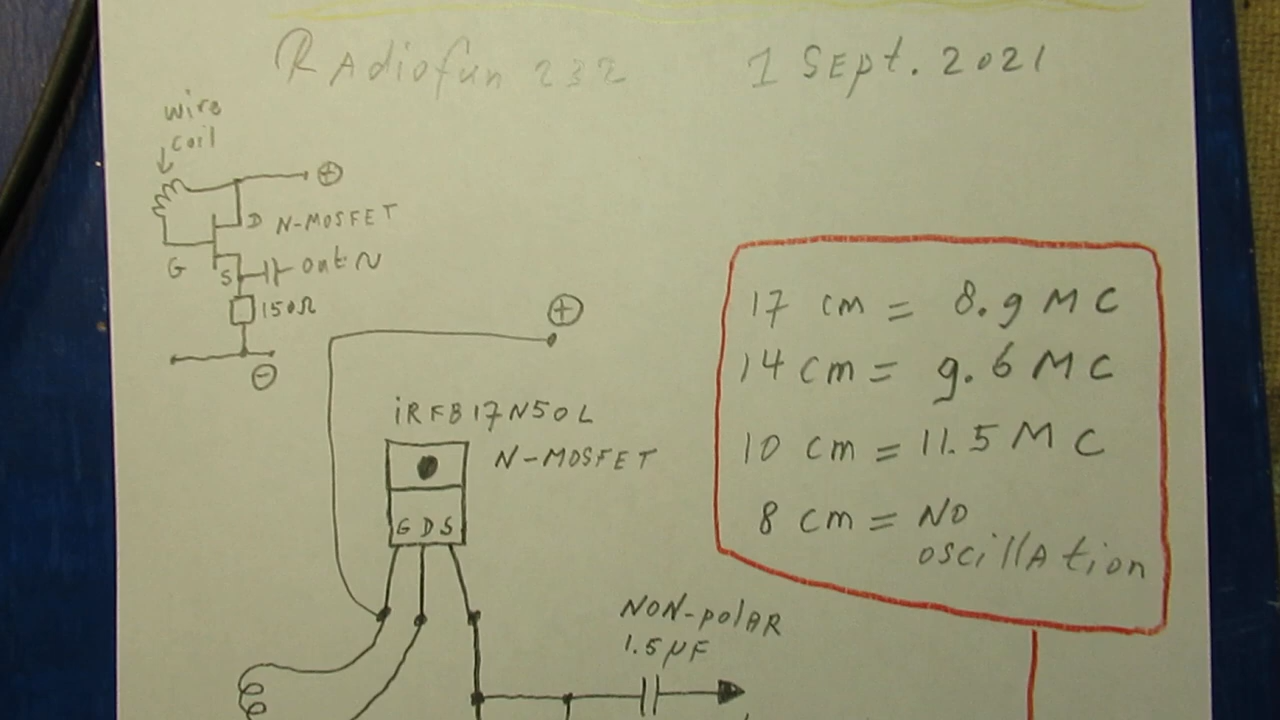 RAdiofun 232 1 SEpt. 2021
wire
coil
⊕
D N-MOSFET
G
S out ~
150Ω
⊖
⊕
iRFB17N50L
N-MOSFET
G D S
17 cm = 8.9 MC
14 cm = 9.6 MC
10 cm = 11.5 MC
8 cm = NO
oscillAtion
NON-polAR
1.5µF